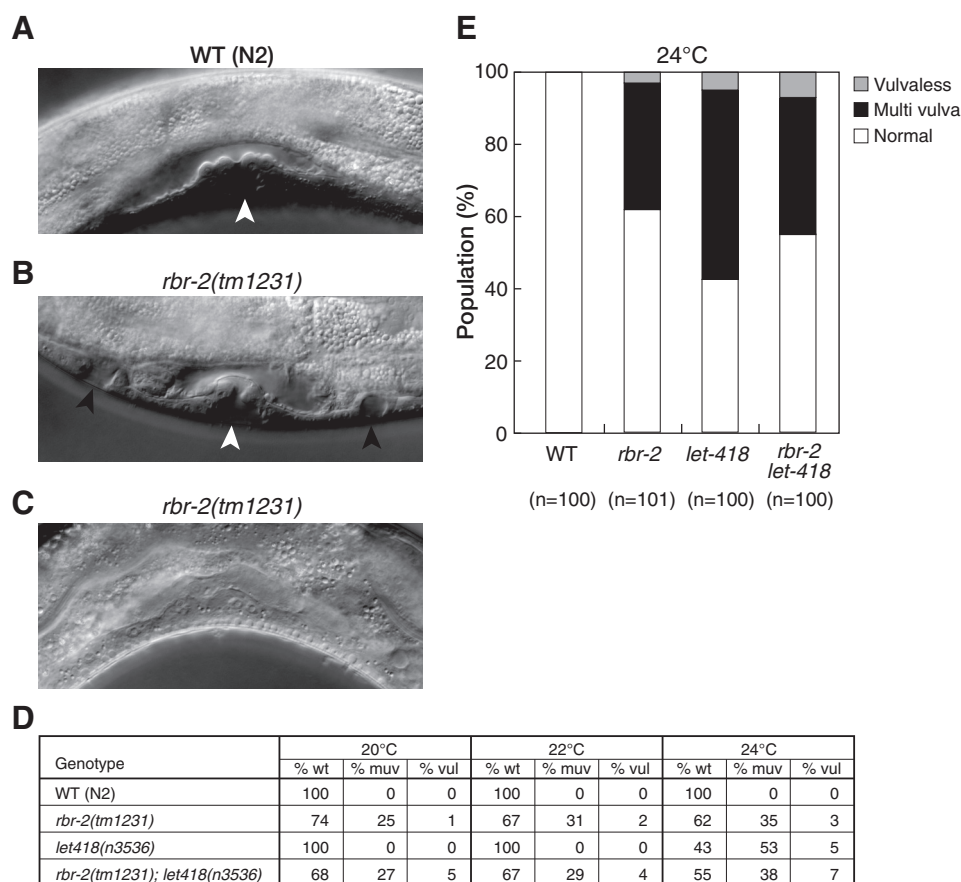 A
WT (N2)
B
rbr-2(tm1231)
C
rbr-2(tm1231)
E
24°C
Population (%)
100
80
60
40
20
0
WT rbr-2 let-418 rbr-2 let-418
(n=100) (n=101) (n=100) (n=100)
Vulvaless
Multi vulva
Normal
D
Genotype 20°C 22°C 24°C
% wt % muv % vul % wt % muv % vul % wt % muv % vul
WT (N2) 100 0 0 100 0 0 100 0 0
rbr-2(tm1231) 74 25 1 67 31 2 62 35 3
let418(n3536) 100 0 0 100 0 0 43 53 5
rbr-2(tm1231); let418(n3536) 68 27 5 67 29 4 55 38 7